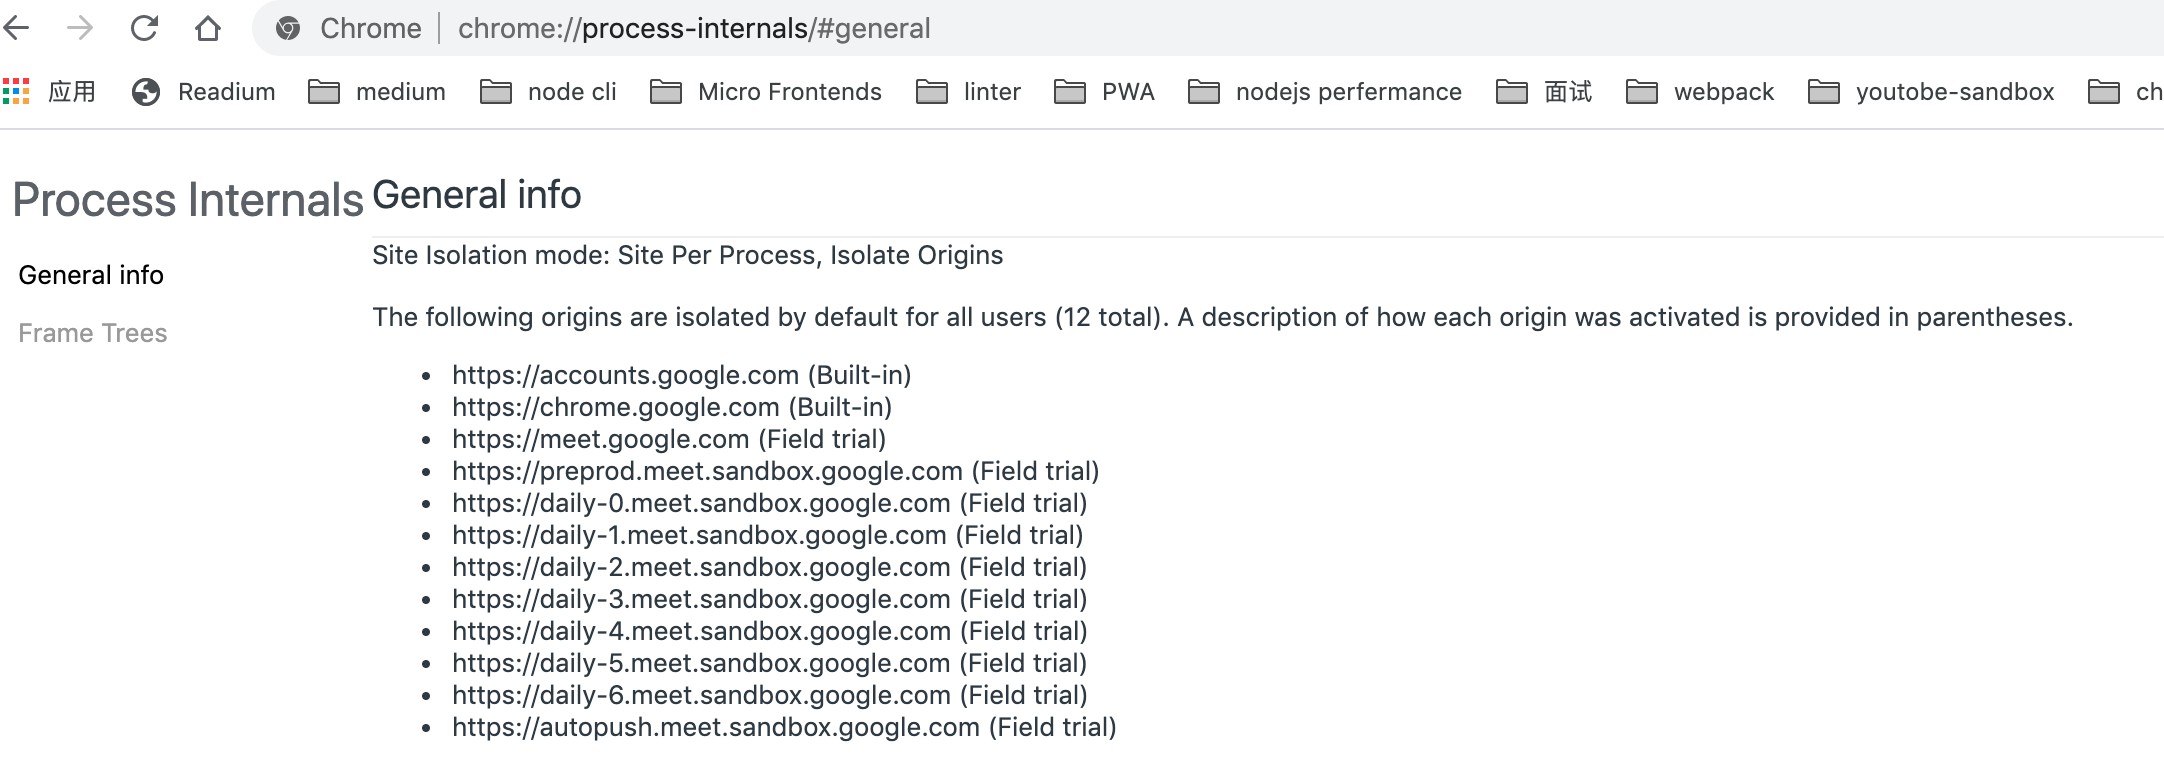 Chrome | chrome://process-internals/#general
应用 Readium medium node cli Micro Frontends linter PWA nodejs perfermance 面试 webpack youtobe-sandbox ch
Process Internals
General info
Frame Trees
General info
Site Isolation mode: Site Per Process, Isolate Origins
The following origins are isolated by default for all users (12 total). A description of how each origin was activated is provided in parentheses.
• https://accounts.google.com (Built-in)
• https://chrome.google.com (Built-in)
• https://meet.google.com (Field trial)
• https://preprod.meet.sandbox.google.com (Field trial)
• https://daily-0.meet.sandbox.google.com (Field trial)
• https://daily-1.meet.sandbox.google.com (Field trial)
• https://daily-2.meet.sandbox.google.com (Field trial)
• https://daily-3.meet.sandbox.google.com (Field trial)
• https://daily-4.meet.sandbox.google.com (Field trial)
• https://daily-5.meet.sandbox.google.com (Field trial)
• https://daily-6.meet.sandbox.google.com (Field trial)
• https://autopush.meet.sandbox.google.com (Field trial)